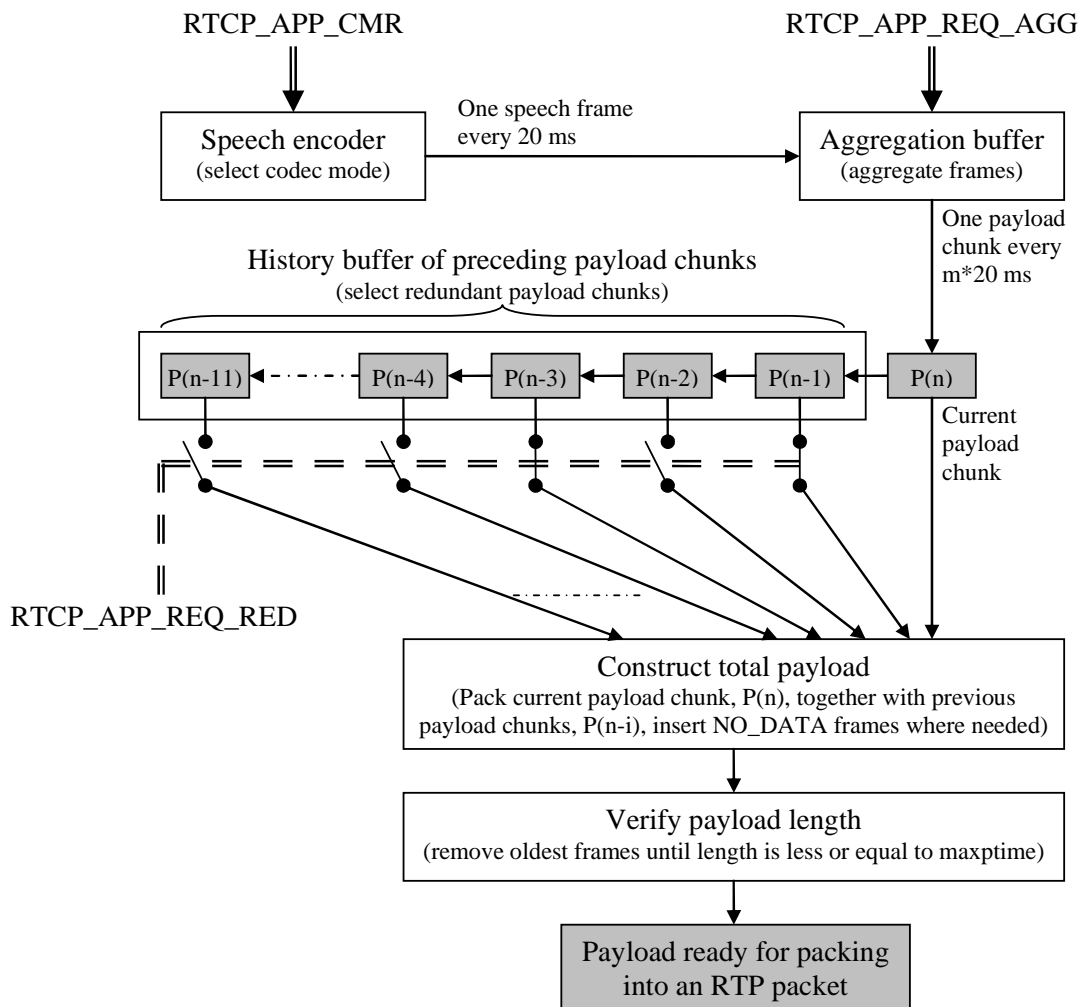 RTCP_APP_CMR
RTCP_APP_REQ_AGG
Speech encoder
(select codec mode)
One speech frame
every 20 ms
Aggregation buffer
(aggregate frames)
One payload
chunk every
m*20 ms
History buffer of preceding payload chunks
(select redundant payload chunks)
P(n-11)
P(n-4)
P(n-3)
P(n-2)
P(n-1)
P(n)
Current
payload
chunk
RTCP_APP_REQ_RED
Construct total payload
(Pack current payload chunk, P(n), together with previous
payload chunks, P(n-i), insert NO_DATA frames where needed)
Verify payload length
(remove oldest frames until length is less or equal to maxptime)
Payload ready for packing
into an RTP packet